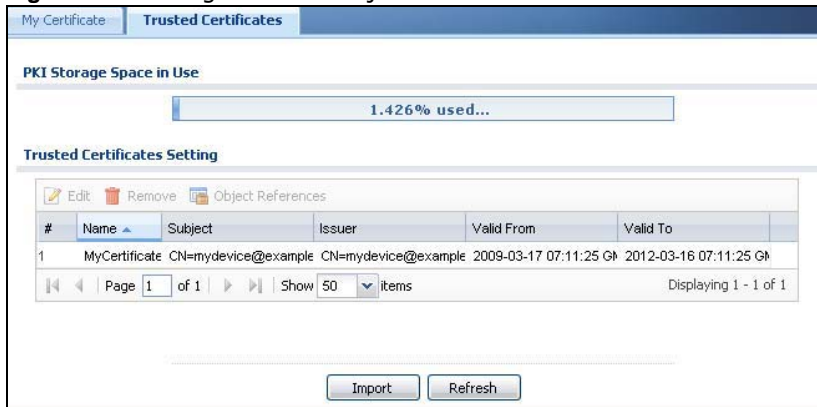 My Certificate Trusted Certificates
PKI Storage Space in Use
1.426% used...
Trusted Certificates Setting
Edit Remove Object References
# Name Subject Issuer Valid From Valid To
1 MyCertificate CN=mydevice@example CN=mydevice@example 2009-03-17 07:11:25 GM 2012-03-16 07:11:25 GM
Page 1 of 1 Show 50 items Displaying 1 - 1 of 1
Import Refresh